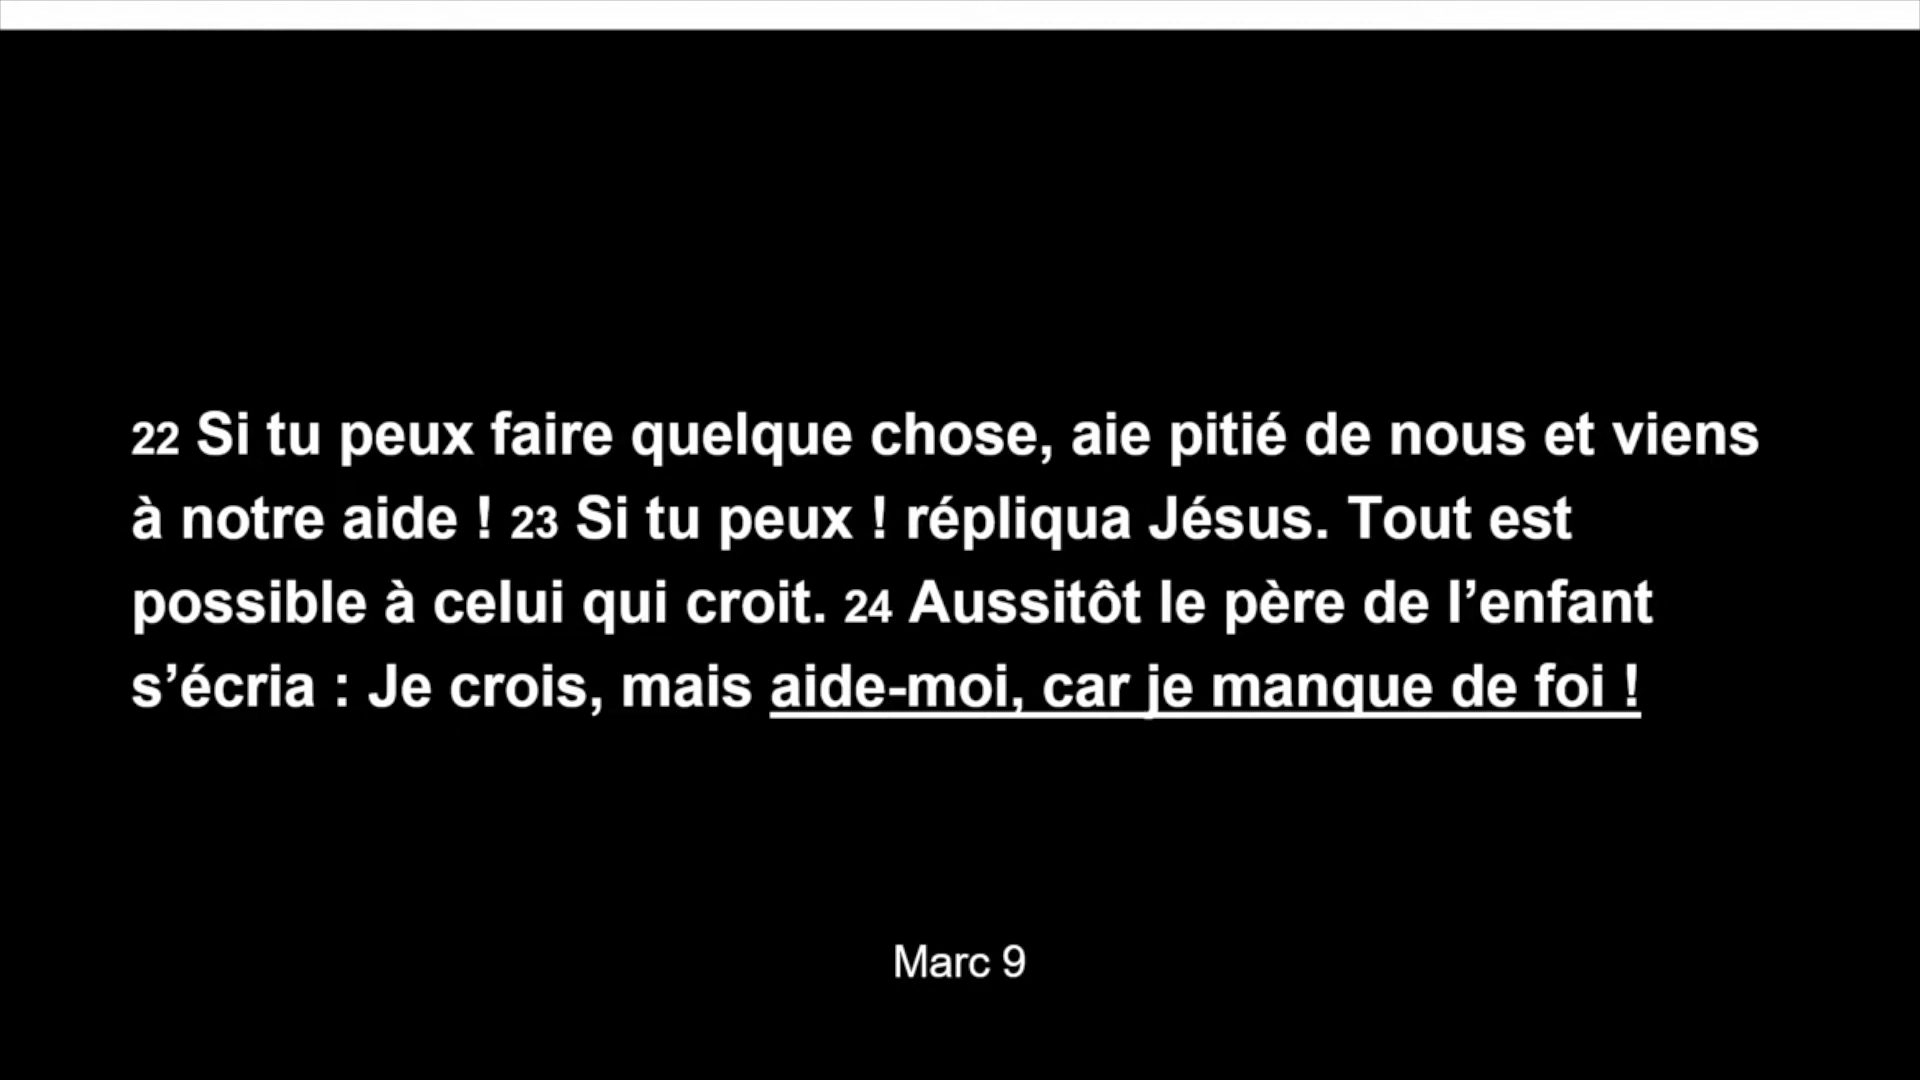 22 Si tu peux faire quelque chose, aie pitié de nous et viens
à notre aide ! 23 Si tu peux ! répliqua Jésus. Tout est
possible à celui qui croit. 24 Aussitôt le père de l’enfant
s’écria : Je crois, mais aide-moi, car je manque de foi !
Marc 9